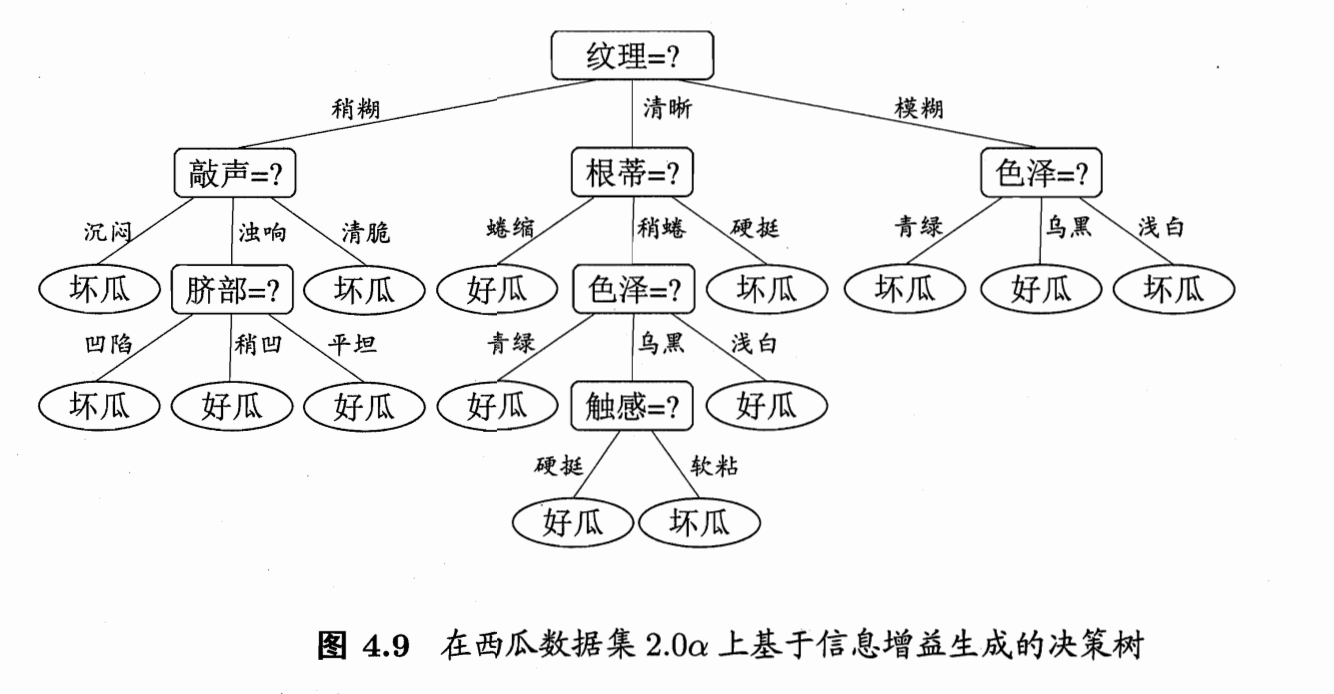 纹理=?
稍糊 清晰 模糊
敲声=? 根蒂=? 色泽=?
沉闷 浊响 清脆 蜷缩 稍蜷 硬挺 青绿 乌黑 浅白
坏瓜 脐部=? 坏瓜 好瓜 色泽=? 坏瓜 坏瓜 好瓜 坏瓜
凹陷 稍凹 平坦 青绿 乌黑 浅白
坏瓜 好瓜 好瓜 好瓜 触感=? 好瓜
硬挺 软粘
好瓜 坏瓜
图 4.9 在西瓜数据集 2.0α 上基于信息增益生成的决策树